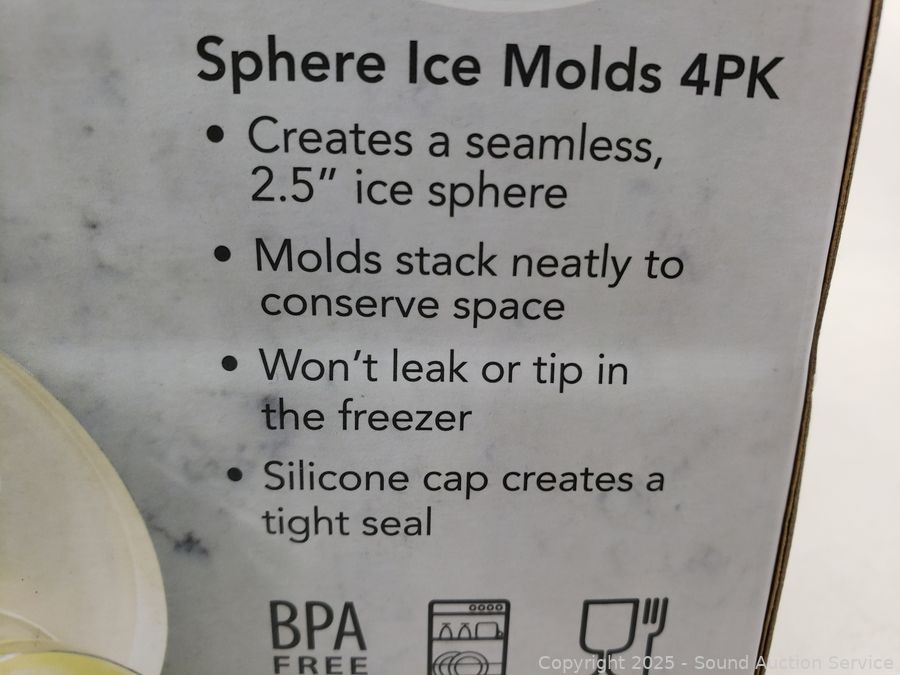 Sphere Ice Molds 4PK
• Creates a seamless,
2.5” ice sphere
• Molds stack neatly to
conserve space
• Won’t leak or tip in
the freezer
• Silicone cap creates a
tight seal
BPA
FREE
Copyright 2025 - Sound Auction Service